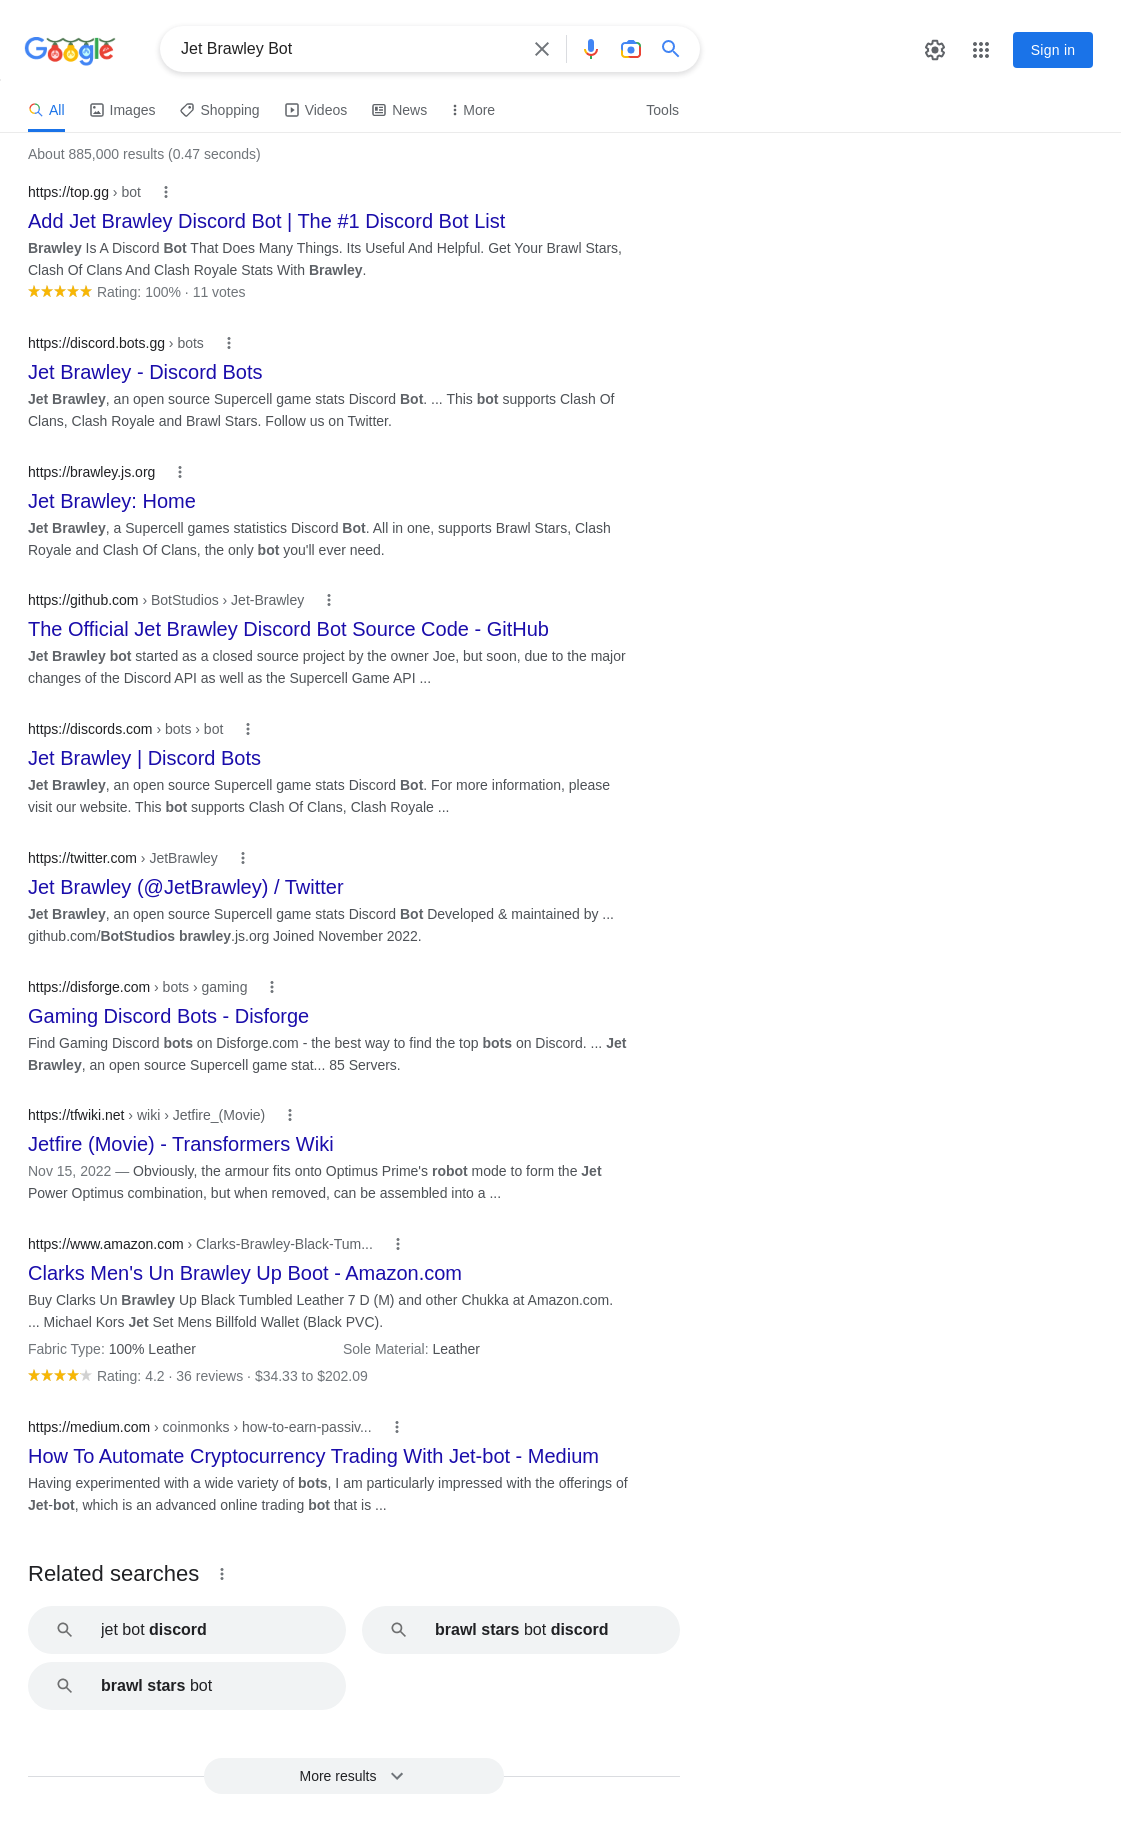 Google
Jet Brawley Bot
Sign in
All Images Shopping Videos News More Tools
About 885,000 results (0.47 seconds)
https://top.gg › bot
Add Jet Brawley Discord Bot | The #1 Discord Bot List
Brawley Is A Discord Bot That Does Many Things. Its Useful And Helpful. Get Your Brawl Stars,
Clash Of Clans And Clash Royale Stats With Brawley.
Rating: 100% · 11 votes
https://discord.bots.gg › bots
Jet Brawley - Discord Bots
Jet Brawley, an open source Supercell game stats Discord Bot. ... This bot supports Clash Of
Clans, Clash Royale and Brawl Stars. Follow us on Twitter.
https://brawley.js.org
Jet Brawley: Home
Jet Brawley, a Supercell games statistics Discord Bot. All in one, supports Brawl Stars, Clash
Royale and Clash Of Clans, the only bot you'll ever need.
https://github.com › BotStudios › Jet-Brawley
The Official Jet Brawley Discord Bot Source Code - GitHub
Jet Brawley bot started as a closed source project by the owner Joe, but soon, due to the major
changes of the Discord API as well as the Supercell Game API ...
https://discords.com › bots › bot
Jet Brawley | Discord Bots
Jet Brawley, an open source Supercell game stats Discord Bot. For more information, please
visit our website. This bot supports Clash Of Clans, Clash Royale ...
https://twitter.com › JetBrawley
Jet Brawley (@JetBrawley) / Twitter
Jet Brawley, an open source Supercell game stats Discord Bot Developed & maintained by ...
github.com/BotStudios brawley.js.org Joined November 2022.
https://disforge.com › bots › gaming
Gaming Discord Bots - Disforge
Find Gaming Discord bots on Disforge.com - the best way to find the top bots on Discord. ... Jet
Brawley, an open source Supercell game stat... 85 Servers.
https://tfwiki.net › wiki › Jetfire_(Movie)
Jetfire (Movie) - Transformers Wiki
Nov 15, 2022 — Obviously, the armour fits onto Optimus Prime's robot mode to form the Jet
Power Optimus combination, but when removed, can be assembled into a ...
https://www.amazon.com › Clarks-Brawley-Black-Tum...
Clarks Men's Un Brawley Up Boot - Amazon.com
Buy Clarks Un Brawley Up Black Tumbled Leather 7 D (M) and other Chukka at Amazon.com.
... Michael Kors Jet Set Mens Billfold Wallet (Black PVC).
Fabric Type: 100% Leather Sole Material: Leather
Rating: 4.2 · 36 reviews · $34.33 to $202.09
https://medium.com › coinmonks › how-to-earn-passiv...
How To Automate Cryptocurrency Trading With Jet-bot - Medium
Having experimented with a wide variety of bots, I am particularly impressed with the offerings of
Jet-bot, which is an advanced online trading bot that is ...
Related searches
jet bot discord
brawl stars bot discord
brawl stars bot
More results